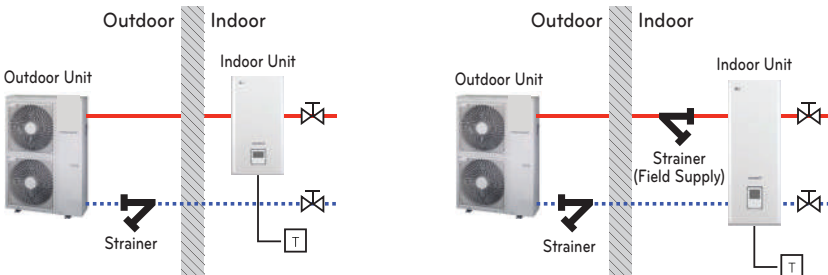 Outdoor Indoor
Indoor Unit
Outdoor Unit
Strainer
T
Outdoor Indoor
Indoor Unit
Outdoor Unit
Strainer
(Field Supply)
Strainer
T